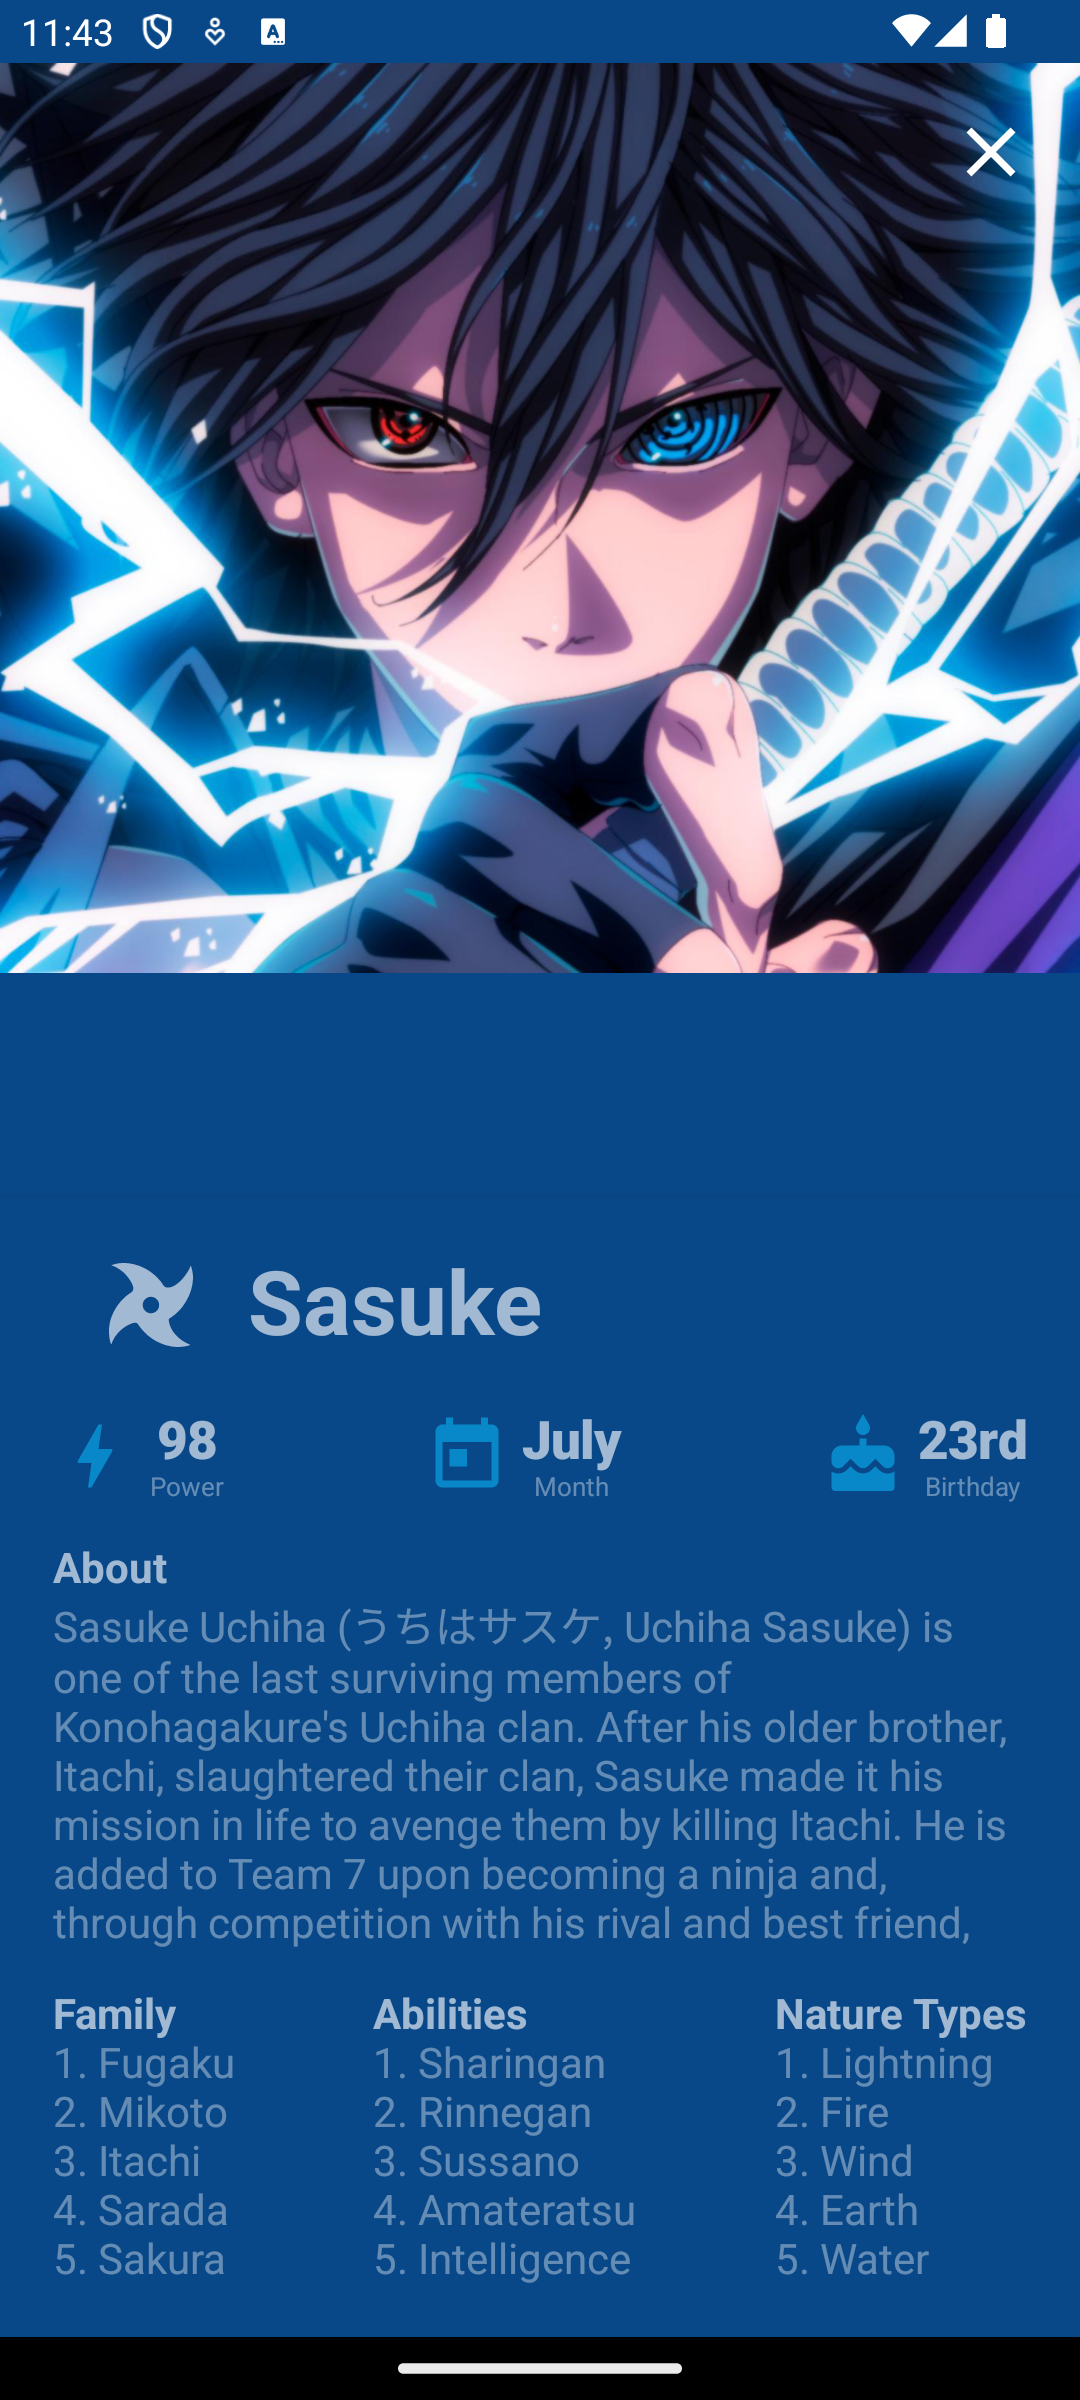 11:43
A
Sasuke
98
Power
July
Month
23rd
Birthday
About
Sasuke Uchiha (うちはサスケ, Uchiha Sasuke) is
one of the last surviving members of
Konohagakure's Uchiha clan. After his older brother,
Itachi, slaughtered their clan, Sasuke made it his
mission in life to avenge them by killing Itachi. He is
added to Team 7 upon becoming a ninja and,
through competition with his rival and best friend,
Family
1. Fugaku
2. Mikoto
3. Itachi
4. Sarada
5. Sakura
Abilities
1. Sharingan
2. Rinnegan
3. Sussano
4. Amateratsu
5. Intelligence
Nature Types
1. Lightning
2. Fire
3. Wind
4. Earth
5. Water